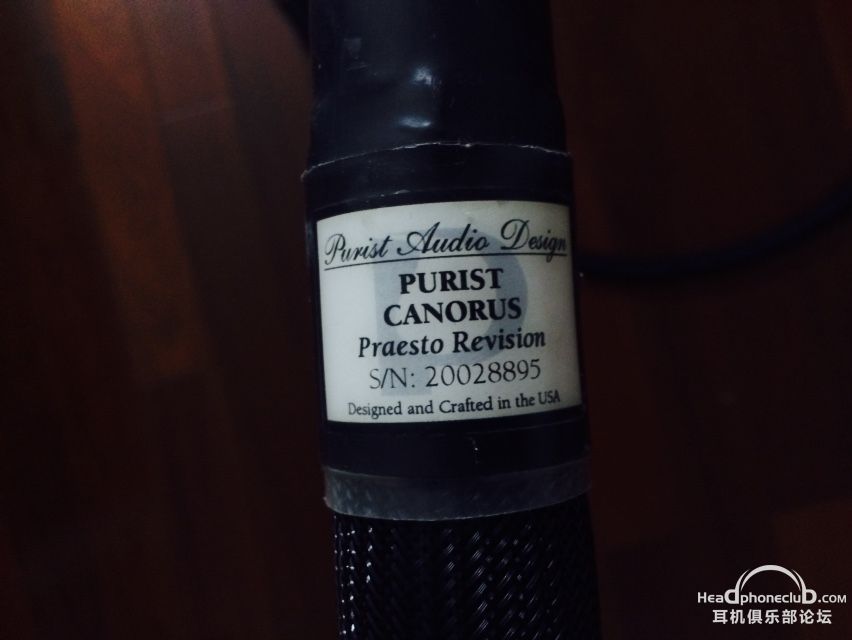 Purist Audio Design
PURIST
CANORUS
Praesto Revision
S/N: 20028895
Designed and Crafted in the USA
HeadphoneclubD.com
耳机俱乐部论坛